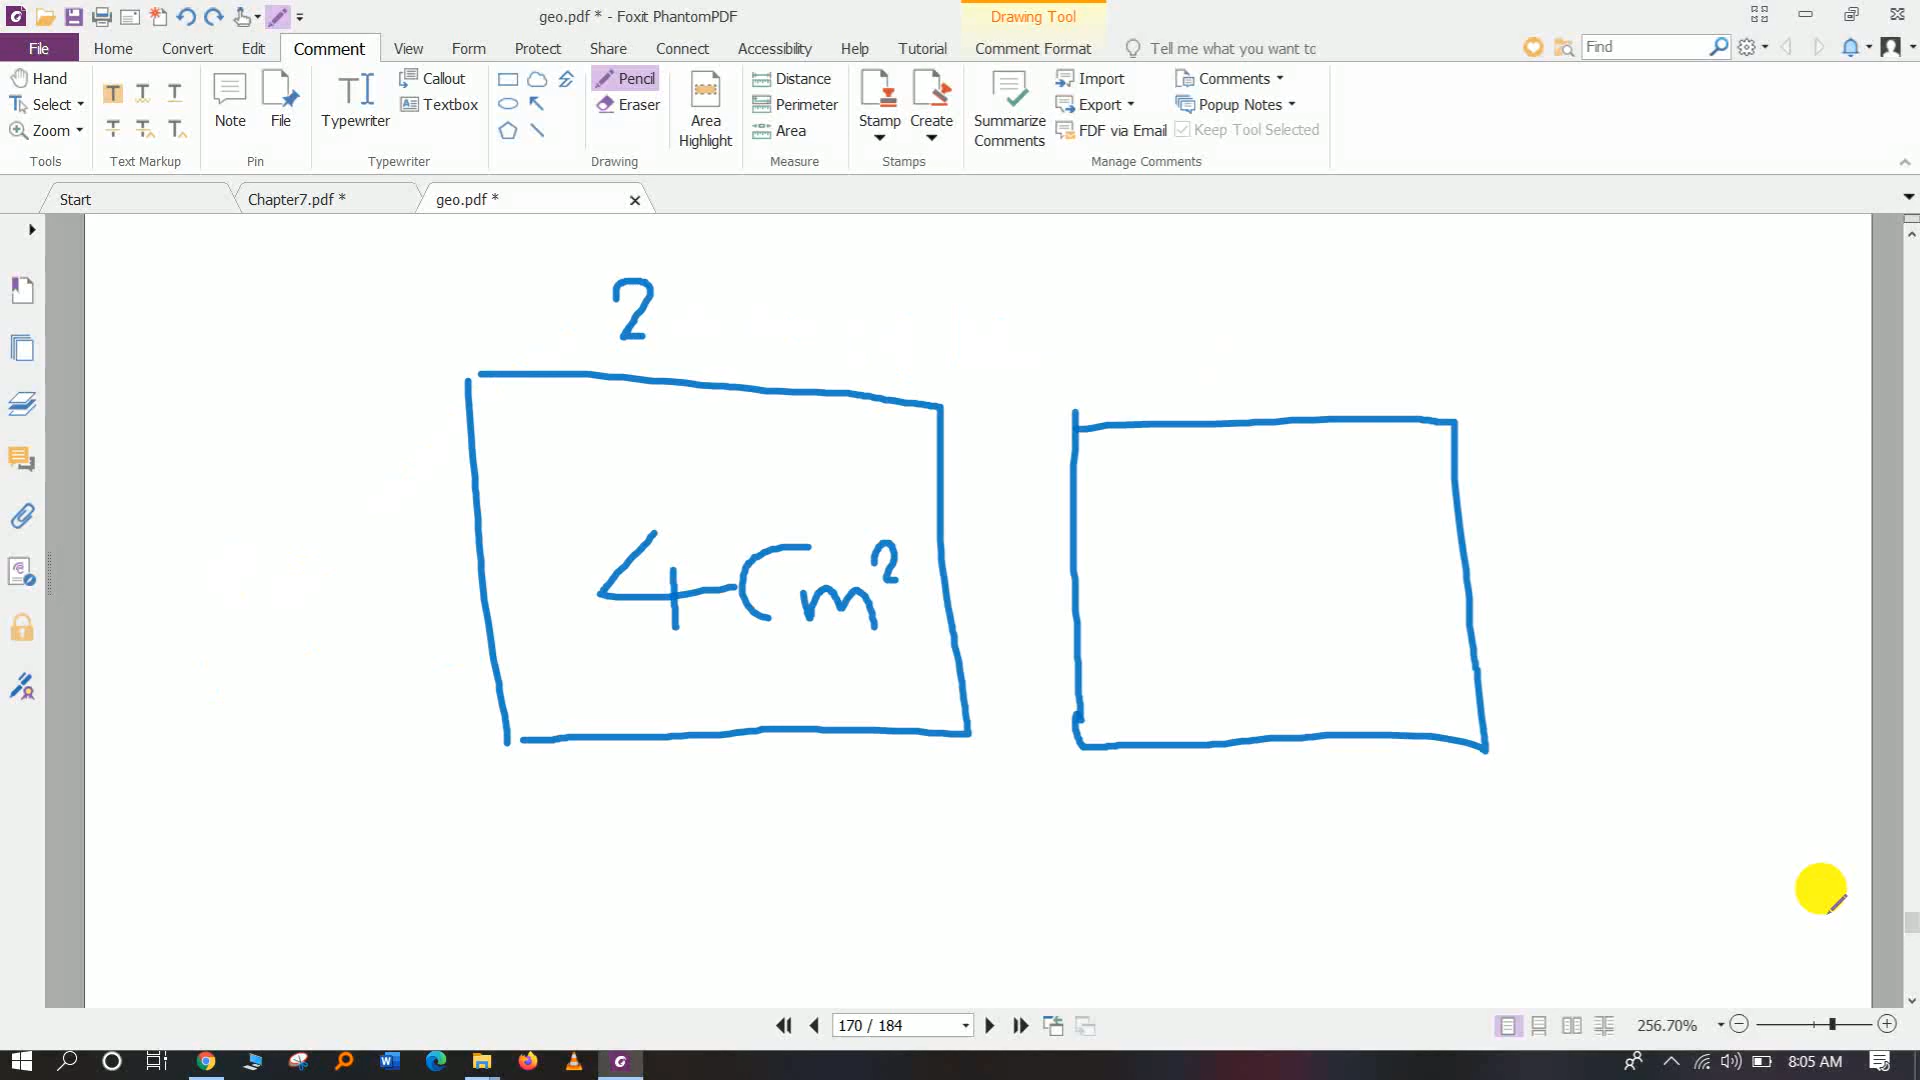 geo.pdf * - Foxit PhantomPDF
Drawing Tool
File Home Convert Edit Comment View Form Protect Share Connect Accessibility Help Tutorial Comment Format Tell me what you want to Find
Hand
Select
Zoom
Tools
Text Markup
Note
File
Pin
Typewriter
Callout
Textbox
Typewriter
Pencil
Eraser
Drawing
Area
Highlight
Distance
Perimeter
Area
Measure
Stamp
Create
Stamps
Summarize
Comments
Import
Export
FDF via Email
Comments
Popup Notes
Keep Tool Selected
Manage Comments
Start
Chapter7.pdf *
geo.pdf *
2
4 Cm²
170 / 184
256.70%
8:05 AM